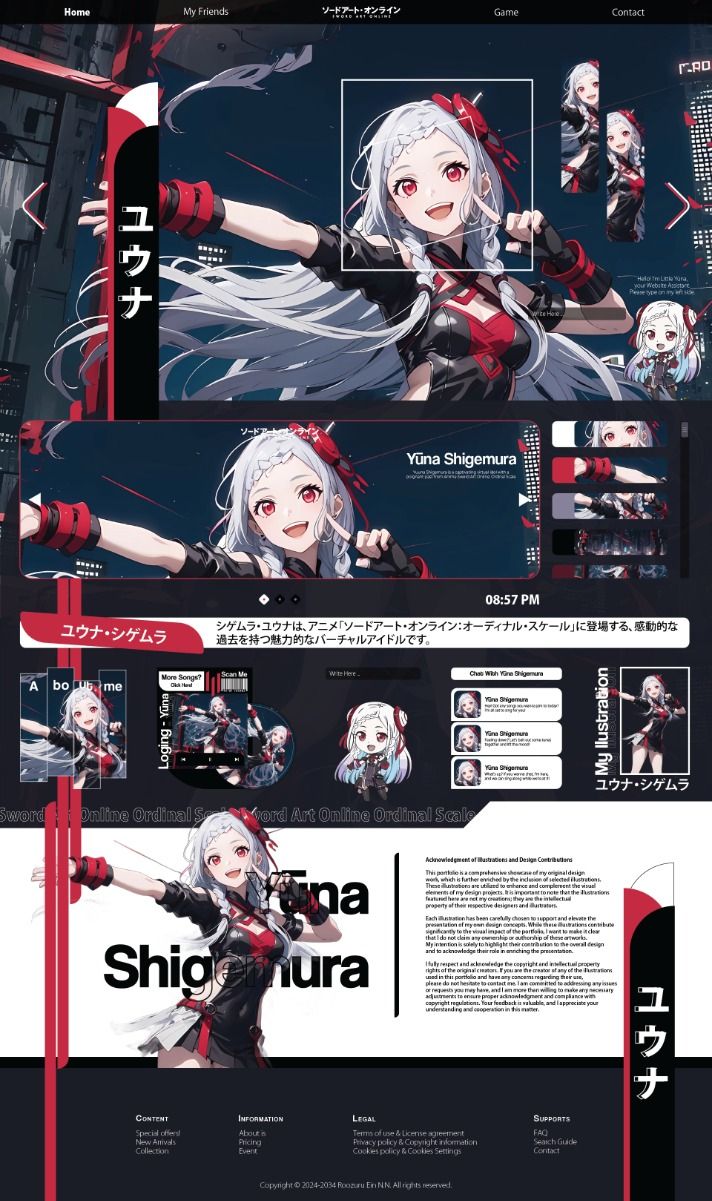 Home
My Friends
ソードアート・オンライン
SWORD ART ONLINE
Game
Contact
ユウナ
Hello! I'm Little Yuna,
your Website Assistant.
Please type on my left side.
Write Here ...
ソードアート・オンライン
Yūna Shigemura
Yuuna Shigemura is a captivating virtual idol with a
poignant past from Anime Sword Art Online: Ordinal Scale
08:57 PM
ユウナ・シゲムラ
シゲムラ・ユウナは、アニメ「ソードアート・オンライン：オーディナル・スケール」に登場する、感動的な
過去を持つ魅力的なバーチャルアイドルです。
A bo Ut me
More Songs?
Click Here!
Scan Me
Loging - Yūna
Write Here ...
Chat With Yūna Shigemura
Yūna Shigemura
Yūna Shigemura
Yūna Shigemura
My Illustration
ユウナ・シゲムラ
Sword Art Online Ordinal Scale Sword Art Online Ordinal Scale
Yūna
Shigemura
Acknowledgment of Illustrations and Design Contributions
This portfolio is a comprehensive showcase of my original design
work, which is further enriched by the inclusion of selected illustrations.
These illustrations are utilized to enhance and complement the visual
elements of my design projects. It is important to note that the illustrations
featured here are not my creations; they are the intellectual
property of their respective designers and illustrators.
Each illustration has been carefully chosen to support and elevate the
presentation of my own design concepts. While these illustrations contribute
significantly to the visual impact of the portfolio, I want to make it clear
that I do not claim any ownership or authorship of these artworks.
My intention is solely to highlight their contribution to the overall design
and to acknowledge their role in enriching the presentation.
I fully respect and acknowledge the copyright and intellectual property
rights of the original creators. If you are the creator of any of the illustrations
used in this portfolio and have any concerns regarding their use,
please do not hesitate to contact me. I am committed to addressing any issues
or requests you may have, and I am more than willing to make any necessary
adjustments to ensure proper acknowledgment and compliance with
copyright regulations. Your feedback is valuable, and I appreciate your
understanding and cooperation in this matter.
ユウナ
Content
Special offers!
New Arrivals
Collection
Information
About is
Pricing
Event
Legal
Terms of use & License agreement
Privacy policy & Copyright information
Cookies policy & Cookies Settings
Supports
FAQ
Search Guide
Contact
Copyright © 2024-2034 Roozuru Ein N.N. All rights reserved.